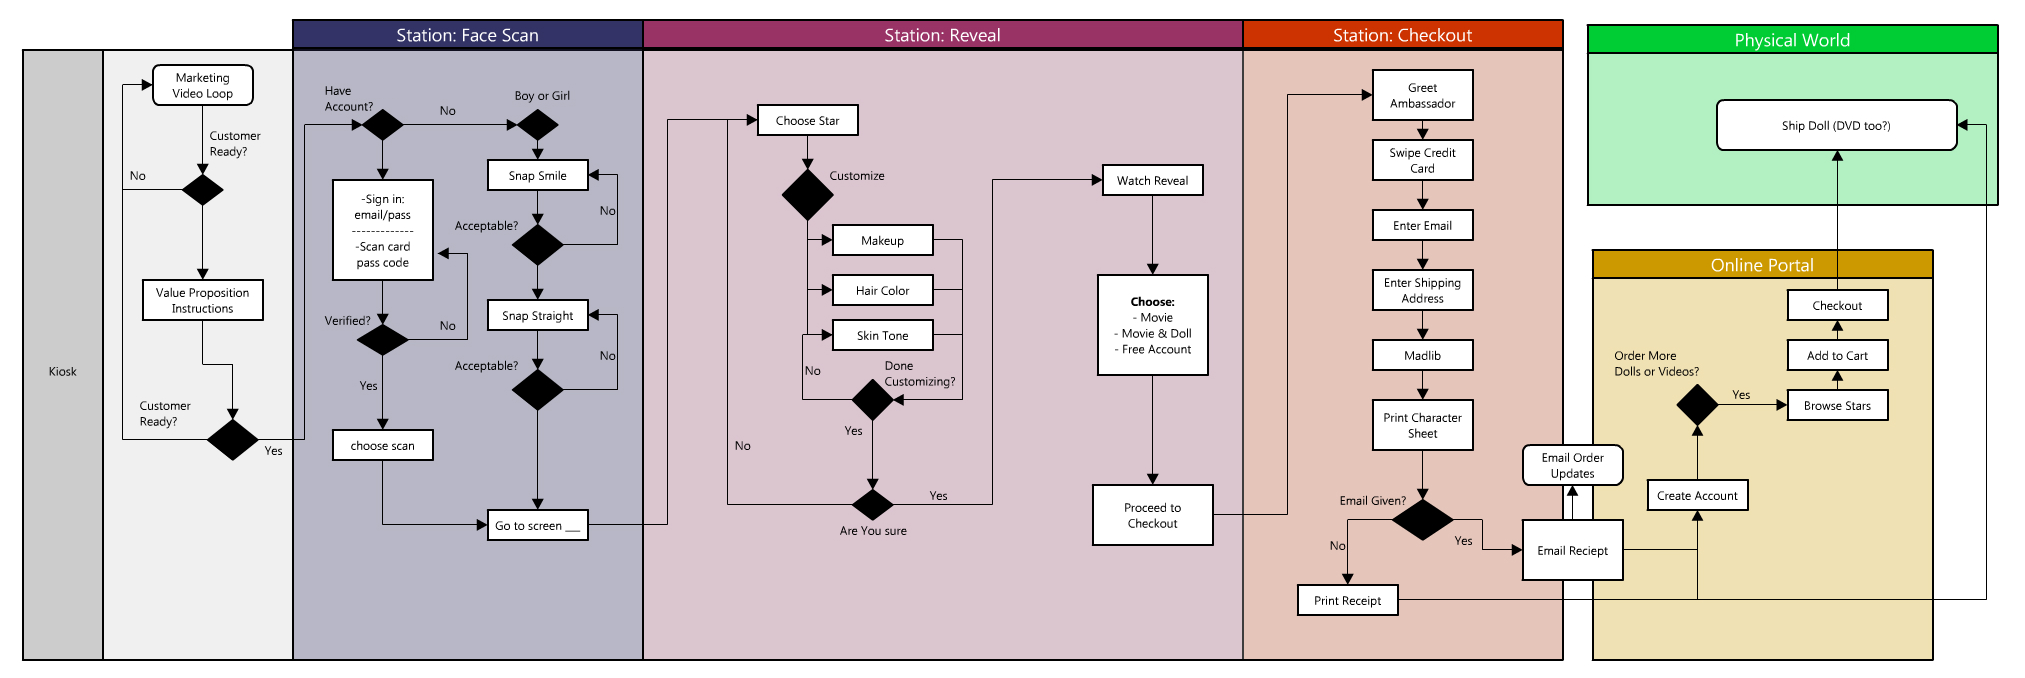 Station: Face Scan
Station: Reveal
Station: Checkout
Physical World
Kiosk
Marketing
Video Loop
Customer
Ready?
No
Value Proposition
Instructions
Customer
Ready?
Yes
Have
Account?
No
Boy or Girl
-Sign in:
email/pass
-------------
-Scan card
pass code
Verified?
No
Yes
choose scan
Snap Smile
No
Acceptable?
Snap Straight
No
Acceptable?
Go to screen ___
Choose Star
Customize
Makeup
Hair Color
Skin Tone
No
Done
Customizing?
Yes
No
Yes
Are You sure
Watch Reveal
Choose:
- Movie
- Movie & Doll
- Free Account
Proceed to
Checkout
Greet
Ambassador
Swipe Credit
Card
Enter Email
Enter Shipping
Address
Madlib
Print Character
Sheet
Email Given?
No
Yes
Print Receipt
Email Order
Updates
Email Reciept
Ship Doll (DVD too?)
Online Portal
Checkout
Add to Cart
Browse Stars
Order More
Dolls or Videos?
Yes
Create Account